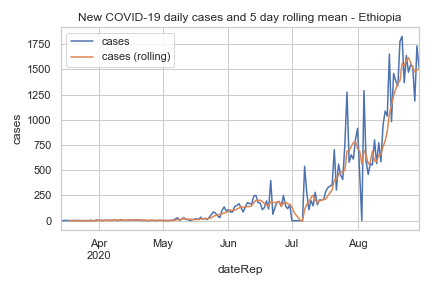 New COVID-19 daily cases and 5 day rolling mean - Ethiopia
cases
cases (rolling)
1750
1500
1250
1000
750
500
250
0
cases
Apr
2020
May
Jun
Jul
Aug
dateRep